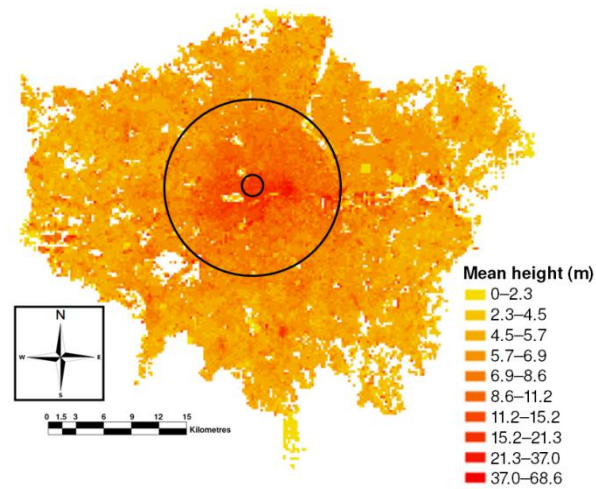 Mean height (m)
0–2.3
2.3–4.5
4.5–5.7
5.7–6.9
6.9–8.6
8.6–11.2
11.2–15.2
15.2–21.3
21.3–37.0
37.0–68.6
N
W E
S
0 1.5 3 6 9 12 15
Kilometres